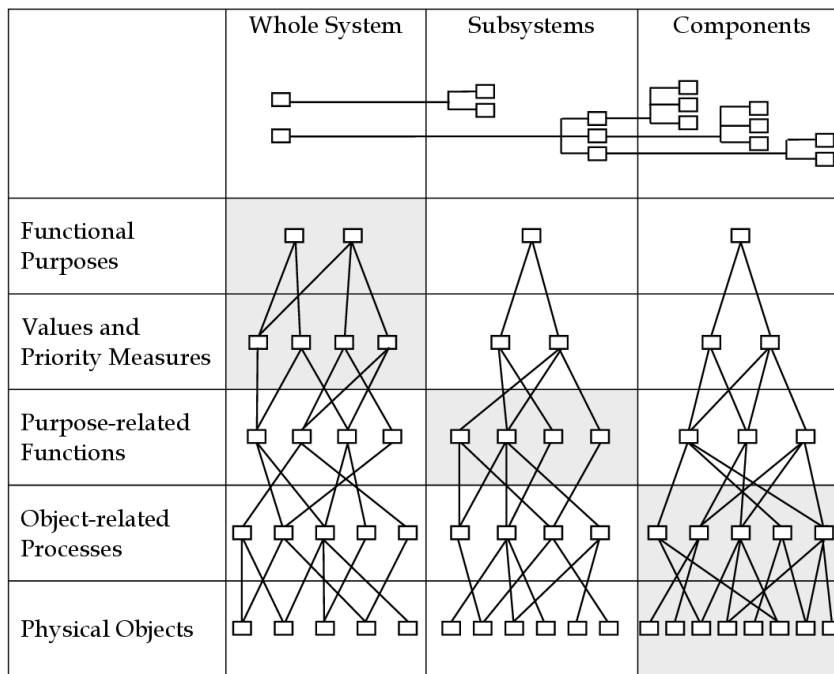 Whole System
Subsystems
Components
Functional
Purposes
Values and
Priority Measures
Purpose-related
Functions
Object-related
Processes
Physical Objects